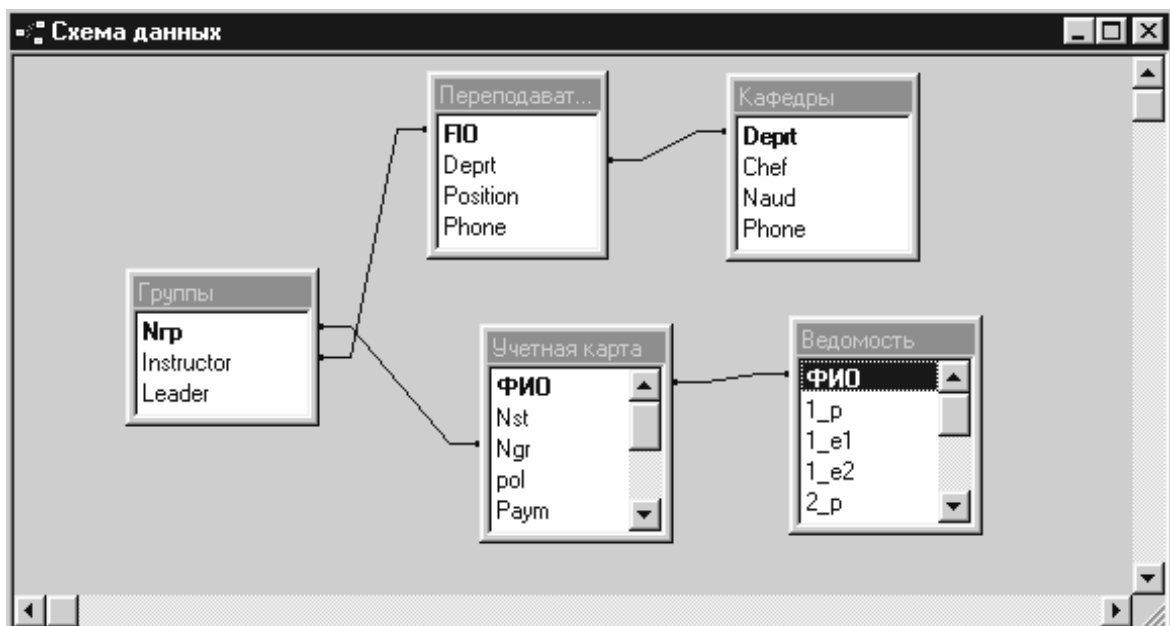 Схема данных
Переподават...
FIO
Deprt
Position
Phone
Кафедры
Deprt
Chef
Naud
Phone
Группы
Nгр
Instructor
Leader
Учетная карта
ФИО
Nst
Ngr
pol
Paym
Ведомость
ФИО
1_p
1_e1
1_e2
2_p